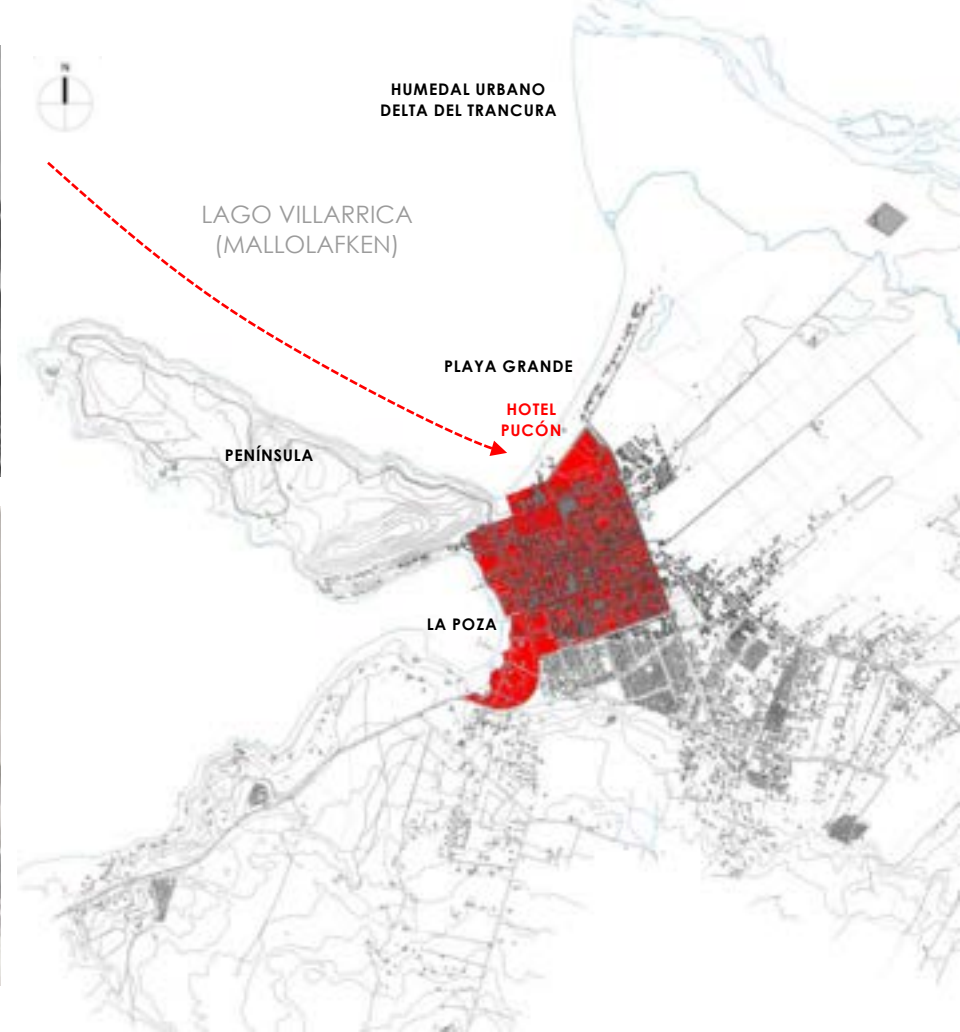 N
HUMEDAL URBANO
DELTA DEL TRANCURA
LAGO VILLARRICA
(MALLOLAFKEN)
PLAYA GRANDE
HOTEL
PUCÓN
PENÍNSULA
LA POZA